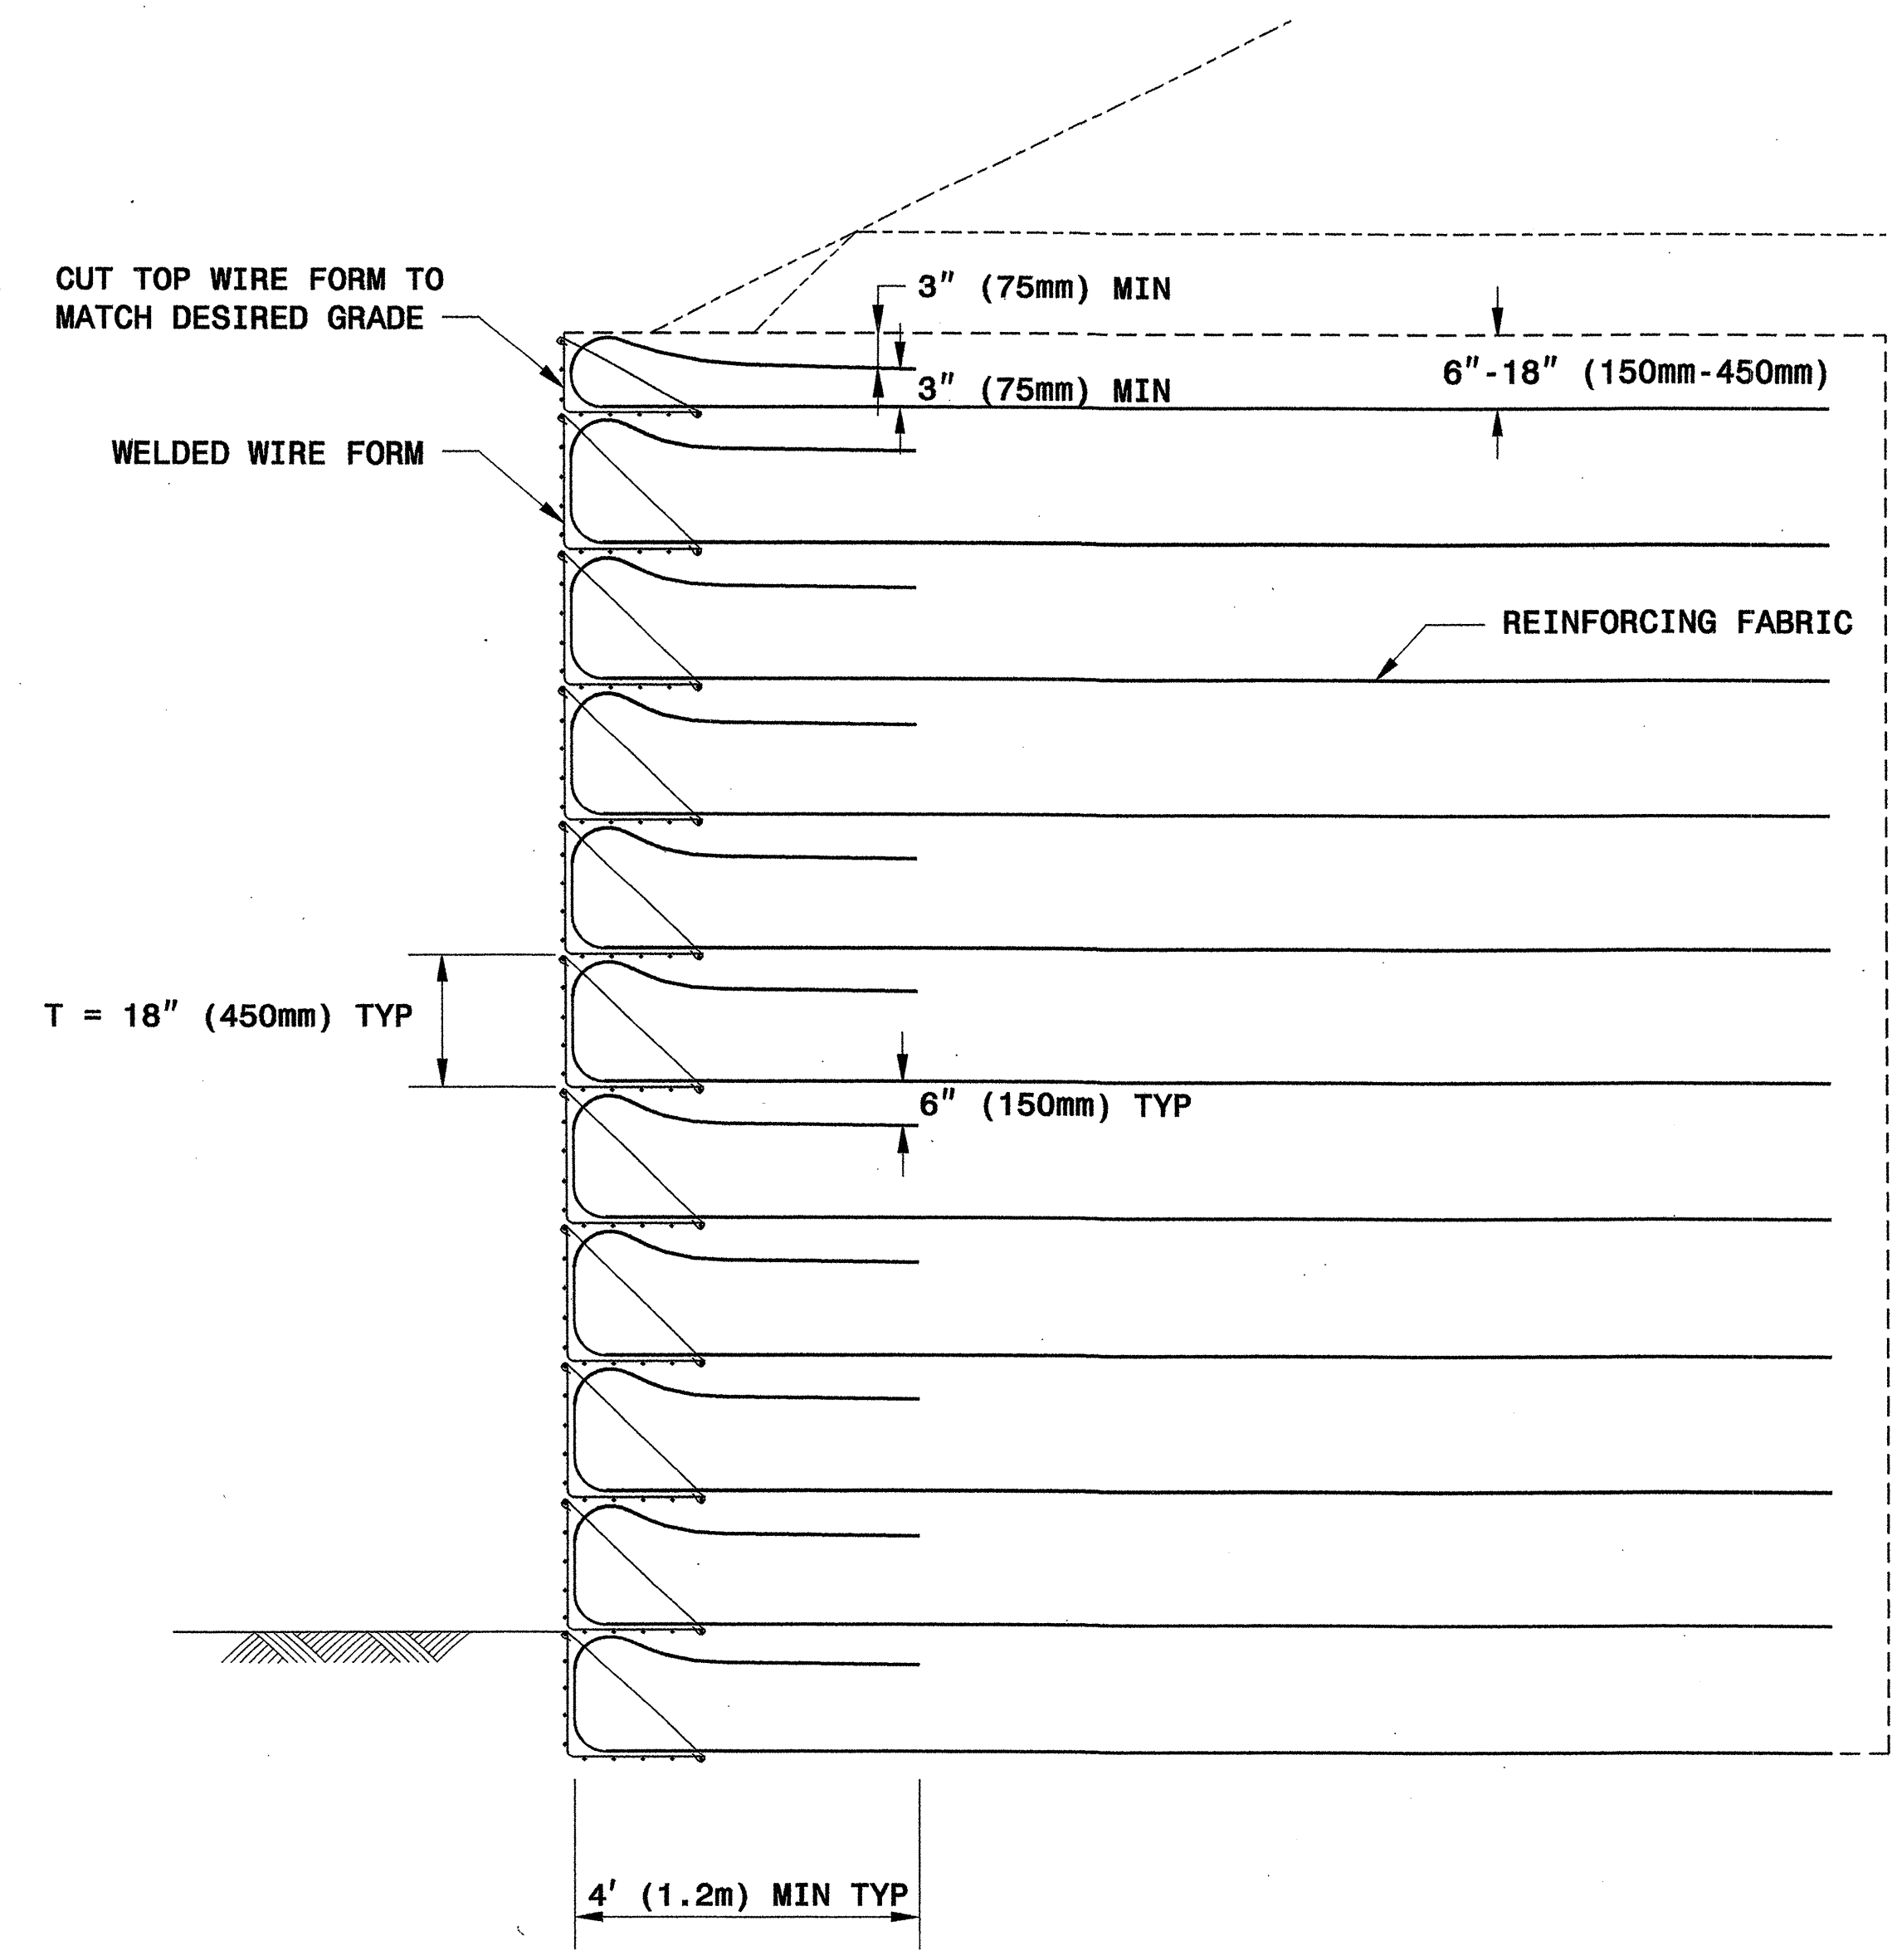 CUT TOP WIRE FORM TO
MATCH DESIRED GRADE
3" (75mm) MIN
6"-18" (150mm-450mm)
3" (75mm) MIN
WELDED WIRE FORM
REINFORCING FABRIC
T = 18" (450mm) TYP
6" (150mm) TYP
4' (1.2m) MIN TYP